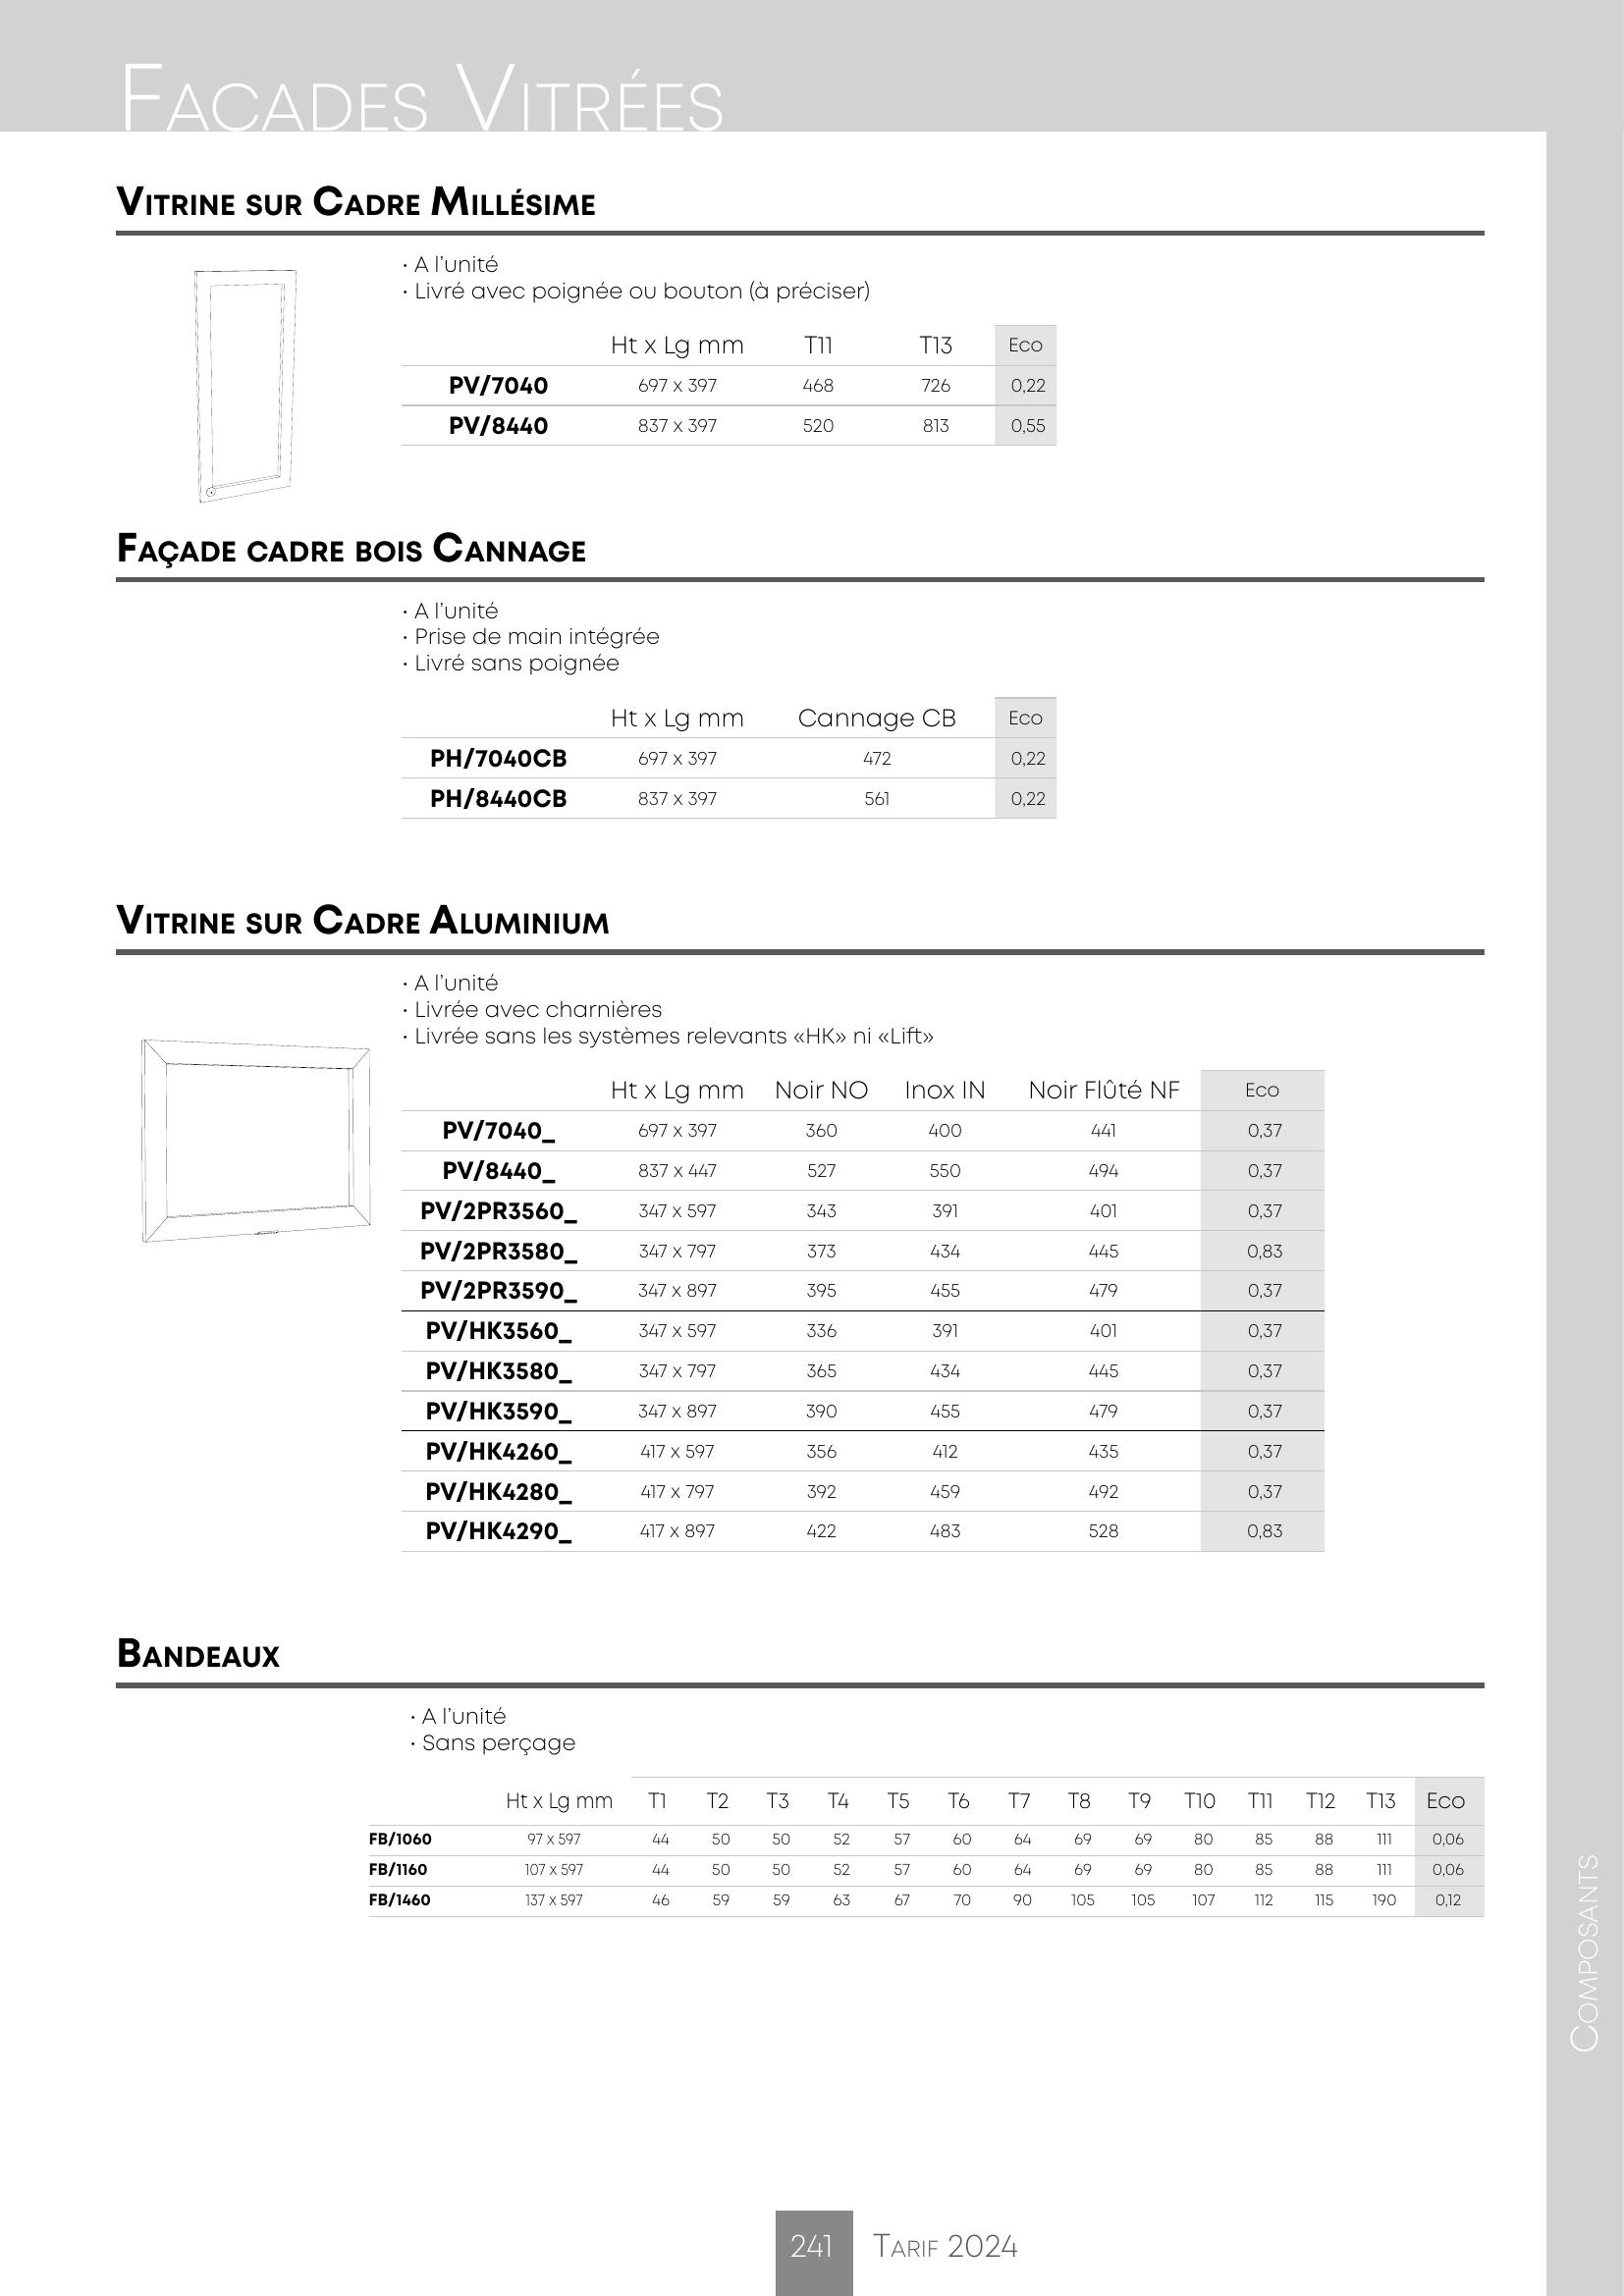 Facades Vitrées
Vitrine sur Cadre Millésime
• A l’unité
• Livré avec poignée ou bouton (à préciser)
Ht x Lg mm T11 T13 Eco
PV/7040 697 x 397 468 726 0,22
PV/8440 837 x 397 520 813 0,55
Façade cadre bois Cannage
• A l’unité
• Prise de main intégrée
• Livré sans poignée
Ht x Lg mm Cannage CB Eco
PH/7040CB 697 x 397 472 0,22
PH/8440CB 837 x 397 561 0,22
Vitrine sur Cadre Aluminium
• A l’unité
• Livrée avec charnières
• Livrée sans les systèmes relevants «HK» ni «Lift»
Ht x Lg mm Noir NO Inox IN Noir Flûté NF Eco
PV/7040_ 697 x 397 360 400 441 0,37
PV/8440_ 837 x 447 527 550 494 0,37
PV/2PR3560_ 347 x 597 343 391 401 0,37
PV/2PR3580_ 347 x 797 373 434 445 0,83
PV/2PR3590_ 347 x 897 395 455 479 0,37
PV/HK3560_ 347 x 597 336 391 401 0,37
PV/HK3580_ 347 x 797 365 434 445 0,37
PV/HK3590_ 347 x 897 390 455 479 0,37
PV/HK4260_ 417 x 597 356 412 435 0,37
PV/HK4280_ 417 x 797 392 459 492 0,37
PV/HK4290_ 417 x 897 422 483 528 0,83
Bandeaux
• A l’unité
• Sans perçage
Ht x Lg mm T1 T2 T3 T4 T5 T6 T7 T8 T9 T10 T11 T12 T13 Eco
FB/1060 97 x 597 44 50 50 52 57 60 64 69 69 80 85 88 111 0,06
FB/1160 107 x 597 44 50 50 52 57 60 64 69 69 80 85 88 111 0,06
FB/1460 137 x 597 46 59 59 63 67 70 90 105 105 107 112 115 190 0,12
Composants
241 Tarif 2024